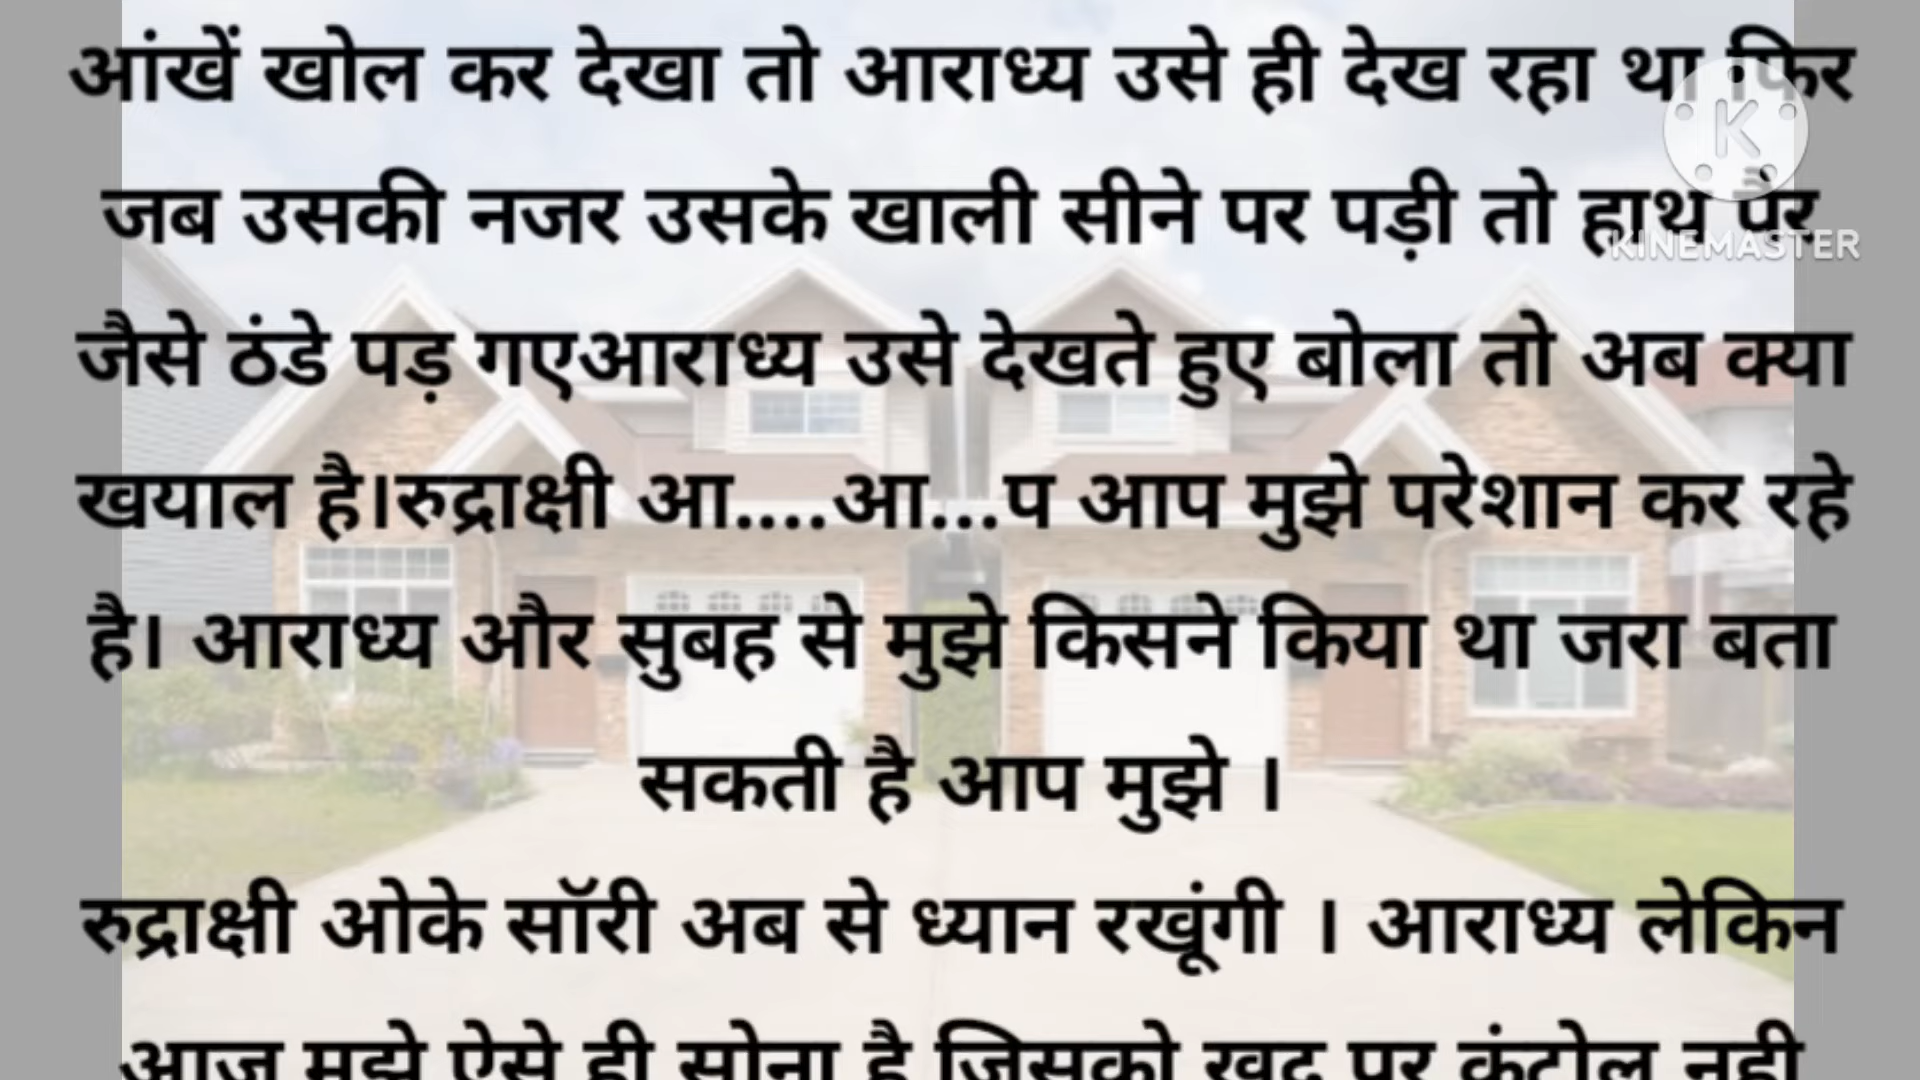 आंखें खोल कर देखा तो आराध्य उसे ही देख रहा था फिर
जब उसकी नजर उसके खाली सीने पर पड़ी तो हाथ पैर
KINEMASTER
जैसे ठंडे पड़ गएआराध्य उसे देखते हुए बोला तो अब क्या
खयाल है।रुद्राक्षी आ....आ...प आप मुझे परेशान कर रहे
है। आराध्य और सुबह से मुझे किसने किया था जरा बता
सकती है आप मुझे ।
रुद्राक्षी ओके सॉरी अब से ध्यान रखूंगी । आराध्य लेकिन
आज मुझे ऐसे ही सोना है जिसको खुद पर कंट्रोल नही